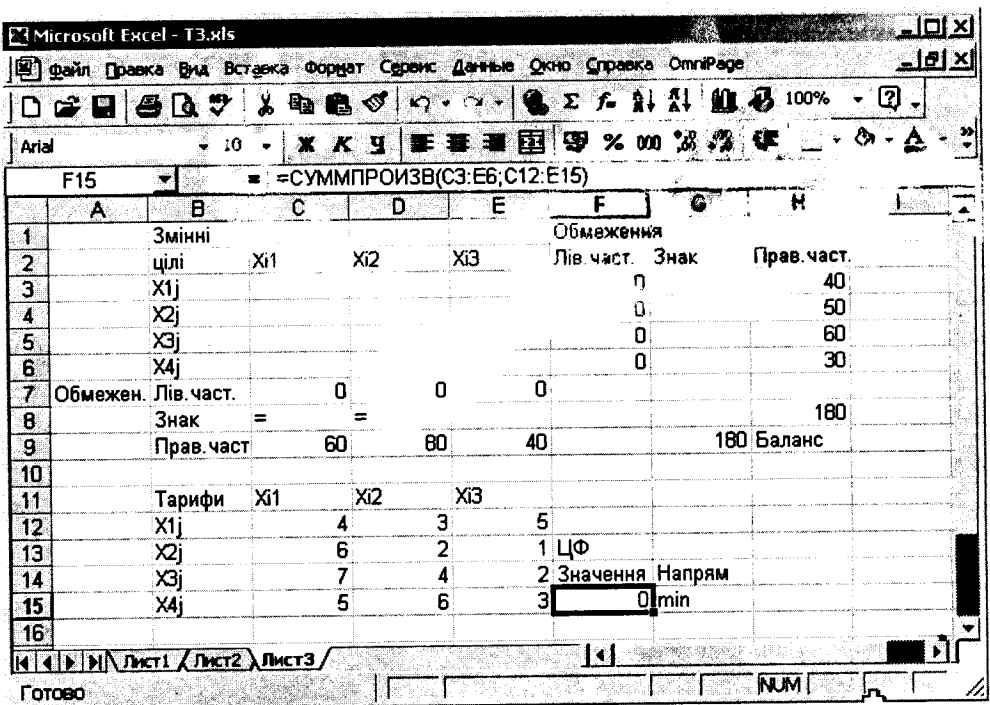 Microsoft Excel - T3.xls
Файл Правка Вид Вставка Формат Сервис Данные Окно Справка OmniPage
100%
Arial 10 Ж К Ч % 000
F15 = =СУММПРОИЗВ(C3:E6;C12:E15)
A B C D E F G H I
1 Змінні Обмеження
2 цілі Xi1 Xi2 Xi3 Лів.част. Знак Прав.част.
3 X1j 0 40
4 X2j 0 50
5 X3j 0 60
6 X4j 0 30
7 Обмежен. Лів.част. 0 0 0
8 Знак = = 180
9 Прав.част 60 80 40 180 Баланс
10
11 Тарифи Xi1 Xi2 Xi3
12 X1j 4 3 5
13 X2j 6 2 1 ЦФ
14 X3j 7 4 2 Значення Напрям
15 X4j 5 6 3 0 min
16
Лист1 Лист2 Лист3
Готово NUM